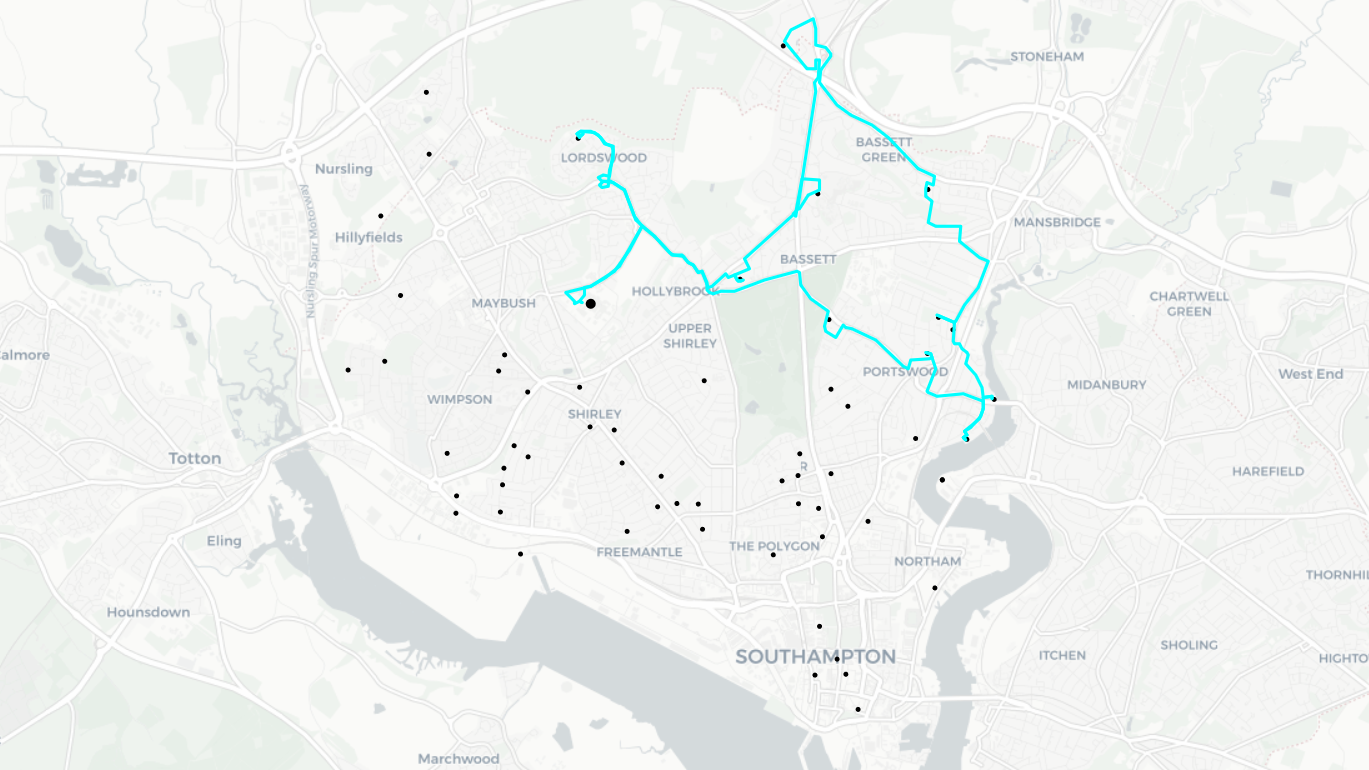 STONEHAM
BASSETT
GREEN
LORDSWOOD
Nursling
Nursling Spur Motorway
MANSBRIDGE
Hillyfields
BASSETT
HOLLYBROOK
MAYBUSH
CHARTWELL
GREEN
UPPER
SHIRLEY
almore
PORTSWOOD
West End
MIDANBURY
WIMPSON
SHIRLEY
Totton
R
HAREFIELD
Eling
FREEMANTLE
THE POLYGON
NORTHAM
THORNHIL
Hounsdown
SHOLING
SOUTHAMPTON
ITCHEN
HIGHTO
Marchwood